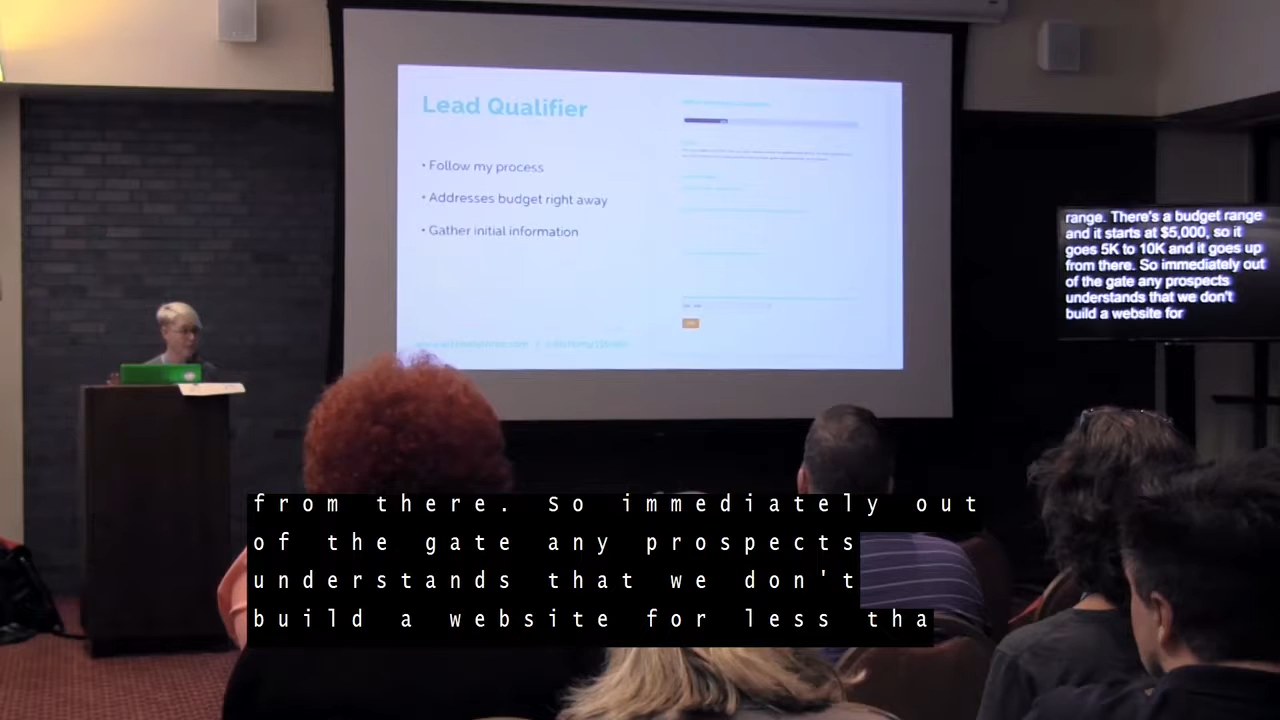 Lead Qualifier
• Follow my process
• Addresses budget right away
• Gather initial information
range. There's a budget range
and it starts at $5,000, so it
goes 5K to 10K and it goes up
from there. So immediately out
of the gate any prospects
understands that we don't
build a website for
from there. So immediately out
of the gate any prospects
understands that we don't
build a website for less tha